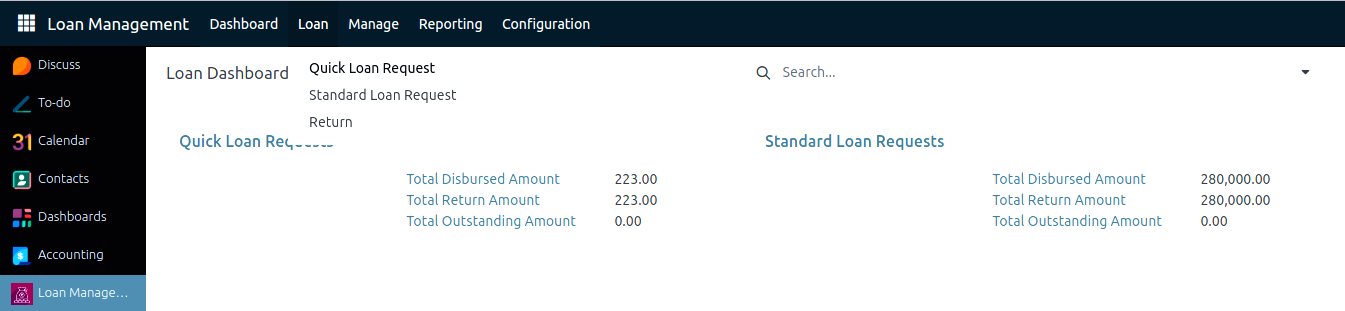 Loan Management Dashboard Loan Manage Reporting Configuration
Discuss
To-do
31 Calendar
Contacts
Dashboards
Accounting
Loan Manage...
Loan Dashboard
Search...
Quick Loan Request
Standard Loan Request
Return
Quick Loan Requests
Total Disbursed Amount 223.00
Total Return Amount 223.00
Total Outstanding Amount 0.00
Standard Loan Requests
Total Disbursed Amount 280,000.00
Total Return Amount 280,000.00
Total Outstanding Amount 0.00